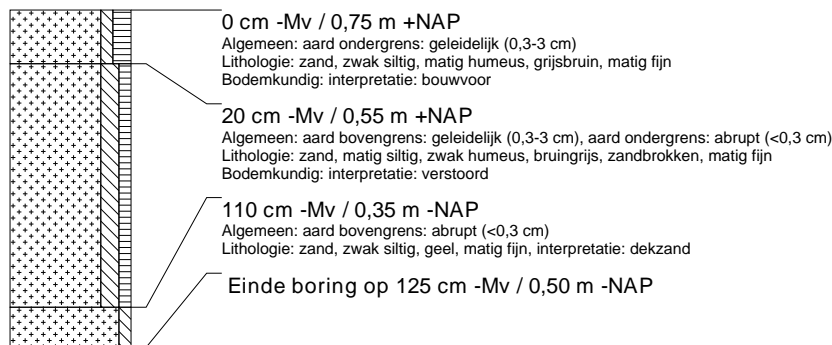 0 cm -Mv / 0,75 m +NAP
Algemeen: aard ondergrens: geleidelijk (0,3-3 cm)
Lithologie: zand, zwak siltig, matig humeus, grijsbruin, matig fijn
Bodemkundig: interpretatie: bouwvoor
20 cm -Mv / 0,55 m +NAP
Algemeen: aard bovengrens: geleidelijk (0,3-3 cm), aard ondergrens: abrupt (<0,3 cm)
Lithologie: zand, matig siltig, zwak humeus, bruingrijs, zandbrokken, matig fijn
Bodemkundig: interpretatie: verstoord
110 cm -Mv / 0,35 m -NAP
Algemeen: aard bovengrens: abrupt (<0,3 cm)
Lithologie: zand, zwak siltig, geel, matig fijn, interpretatie: dekzand
Einde boring op 125 cm -Mv / 0,50 m -NAP